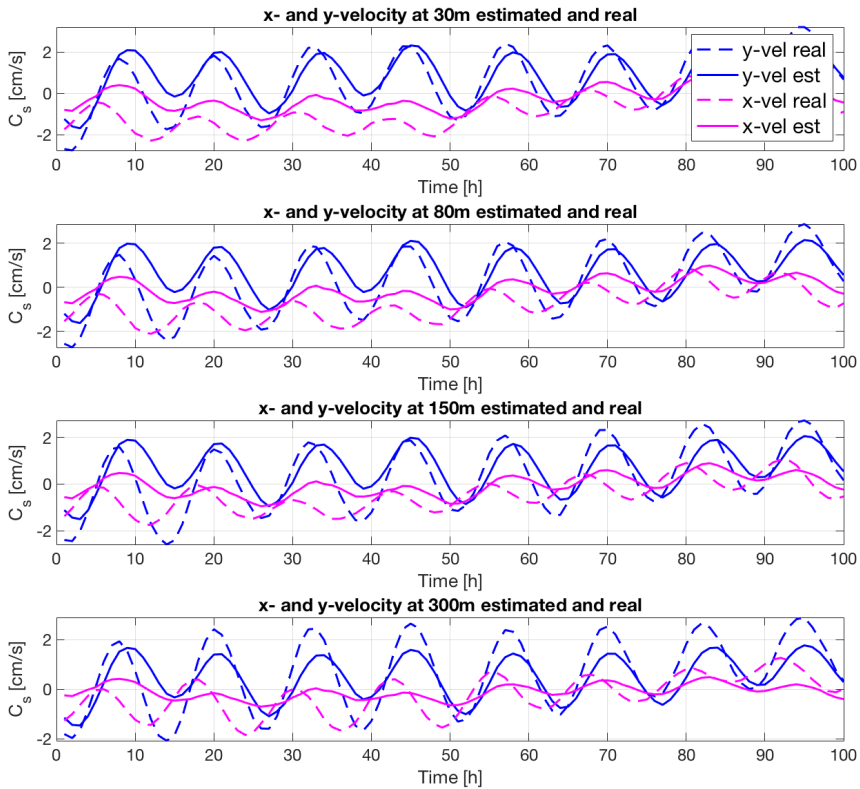 x- and y-velocity at 30m estimated and real
C_s [cm/s]
2
0
-2
y-vel real
y-vel est
x-vel real
x-vel est
0 10 20 30 40 50 60 70 80 90 100
Time [h]
x- and y-velocity at 80m estimated and real
C_s [cm/s]
2
0
-2
0 10 20 30 40 50 60 70 80 90 100
Time [h]
x- and y-velocity at 150m estimated and real
C_s [cm/s]
2
0
-2
0 10 20 30 40 50 60 70 80 90 100
Time [h]
x- and y-velocity at 300m estimated and real
C_s [cm/s]
2
0
-2
0 10 20 30 40 50 60 70 80 90 100
Time [h]